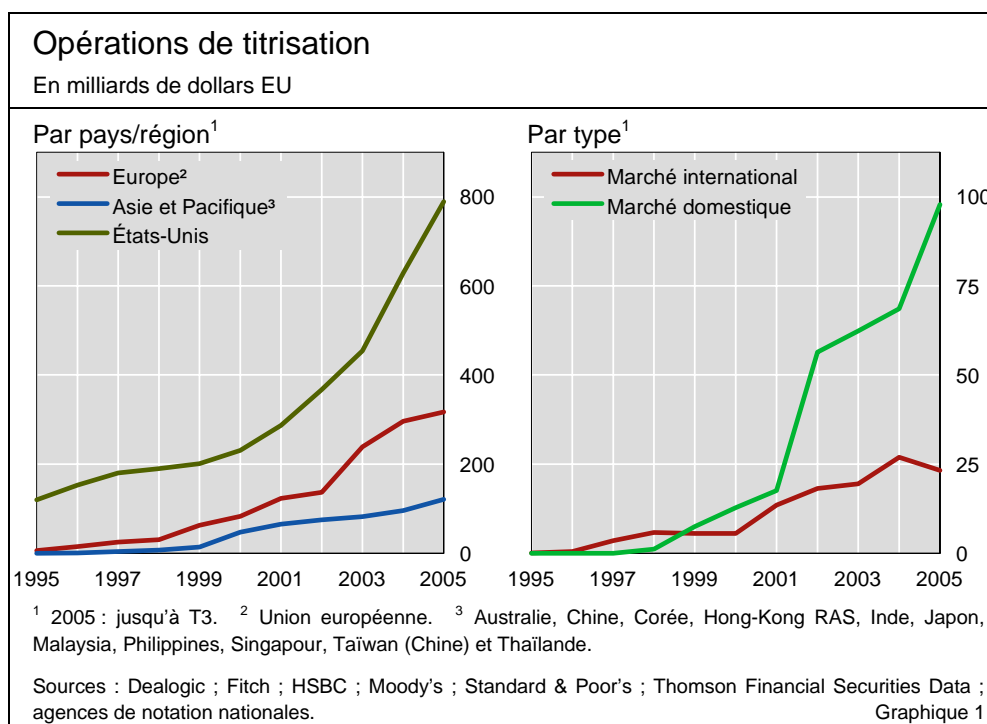 Opérations de titrisation
En milliards de dollars EU
Par pays/région¹
Europe²
Asie et Pacifique³
États-Unis
800
600
400
200
0
1995 1997 1999 2001 2003 2005
Par type¹
Marché international
Marché domestique
100
75
50
25
0
1995 1997 1999 2001 2003 2005
¹ 2005 : jusqu'à T3. ² Union européenne. ³ Australie, Chine, Corée, Hong-Kong RAS, Inde, Japon,
Malaysia, Philippines, Singapour, Taïwan (Chine) et Thaïlande.
Sources : Dealogic ; Fitch ; HSBC ; Moody's ; Standard & Poor's ; Thomson Financial Securities Data ;
agences de notation nationales. Graphique 1